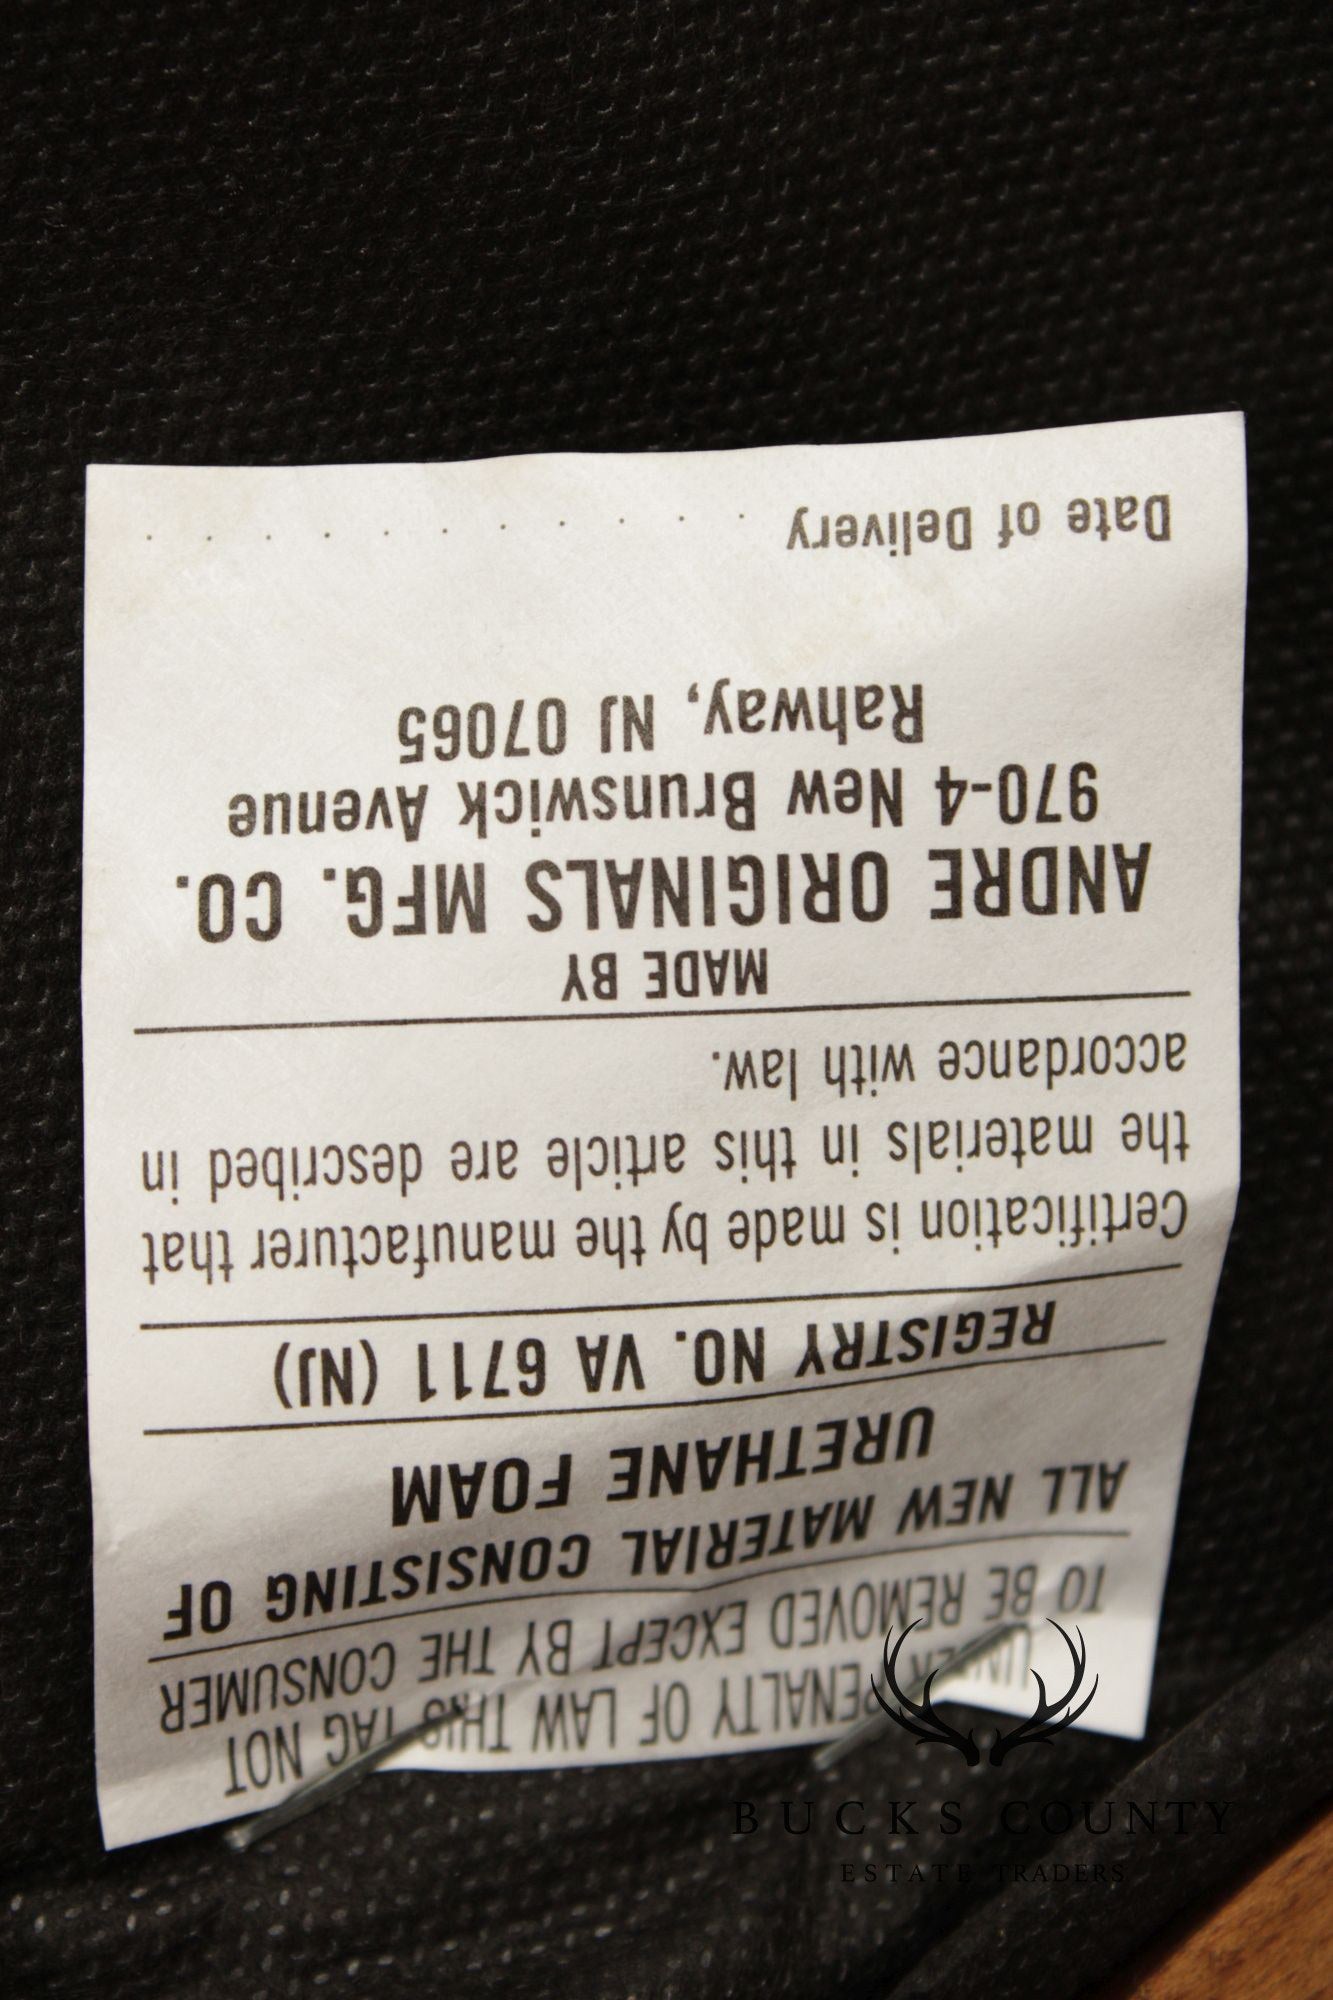 UNDER PENALTY OF LAW THIS TAG NOT
TO BE REMOVED EXCEPT BY THE CONSUMER
ALL NEW MATERIAL CONSISTING OF
URETHANE FOAM
REGISTRY NO. VA 6711 (NJ)
Certification is made by the manufacturer that
the materials in this article are described in
accordance with law.
MADE BY
ANDRE ORIGINALS MFG. CO.
970-4 New Brunswick Avenue
Rahway, NJ 07065
Date of Delivery . . . . . . . . . . .
BUCKS COUNTY
ESTATE TRADERS